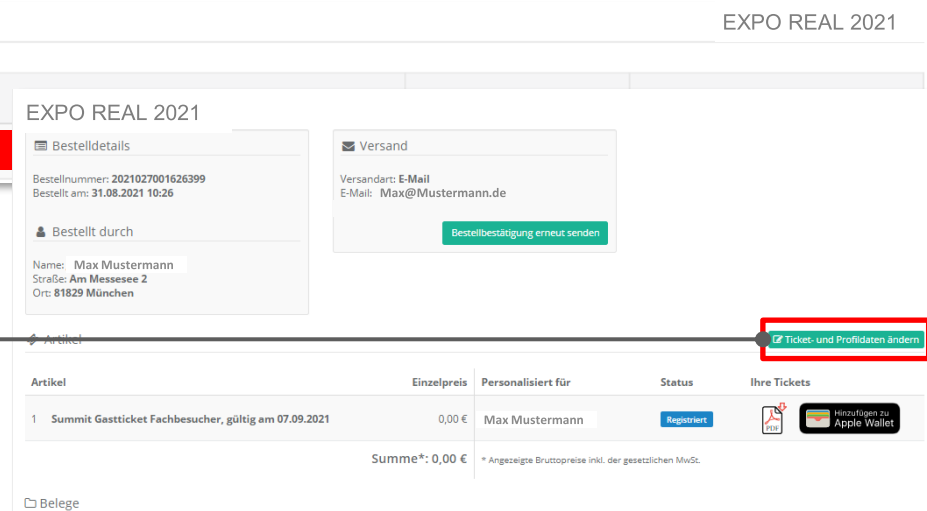 EXPO REAL 2021
EXPO REAL 2021
Bestelldetails
Bestellnummer: 2021027001626399
Bestellt am: 31.08.2021 10:26
Bestellt durch
Name: Max Mustermann
Straße: Am Messesee 2
Ort: 81829 München
Versand
Versandart: E-Mail
E-Mail: Max@Mustermann.de
Bestellbestätigung erneut senden
Artikel
Ticket- und Profildaten ändern
Artikel Einzelpreis Personalisiert für Status Ihre Tickets
1 Summit Gastticket Fachbesucher, gültig am 07.09.2021 0,00 € Max Mustermann Registriert PDF Hinzufügen zu
Apple Wallet
Summe*: 0,00 € * Angezeigte Bruttopreise inkl. der gesetzlichen MwSt.
Belege